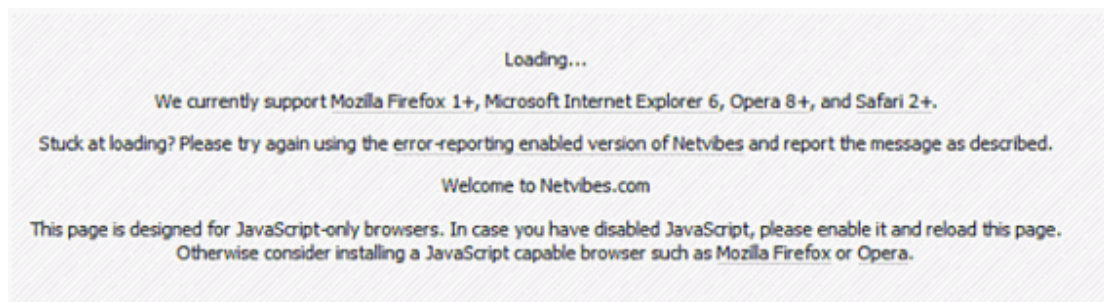 Loading...
We currently support Mozilla Firefox 1+, Microsoft Internet Explorer 6, Opera 8+, and Safari 2+.
Stuck at loading? Please try again using the error-reporting enabled version of Netvibes and report the message as described.
Welcome to Netvibes.com
This page is designed for JavaScript-only browsers. In case you have disabled JavaScript, please enable it and reload this page.
Otherwise consider installing a JavaScript capable browser such as Mozilla Firefox or Opera.